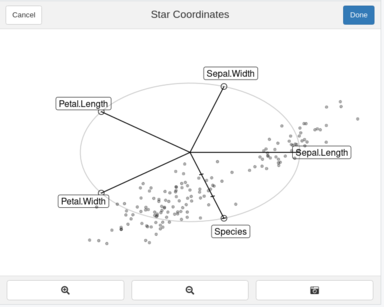 Cancel
Star Coordinates
Done
Sepal.Width
Petal.Length
Sepal.Length
Petal.Width
Species